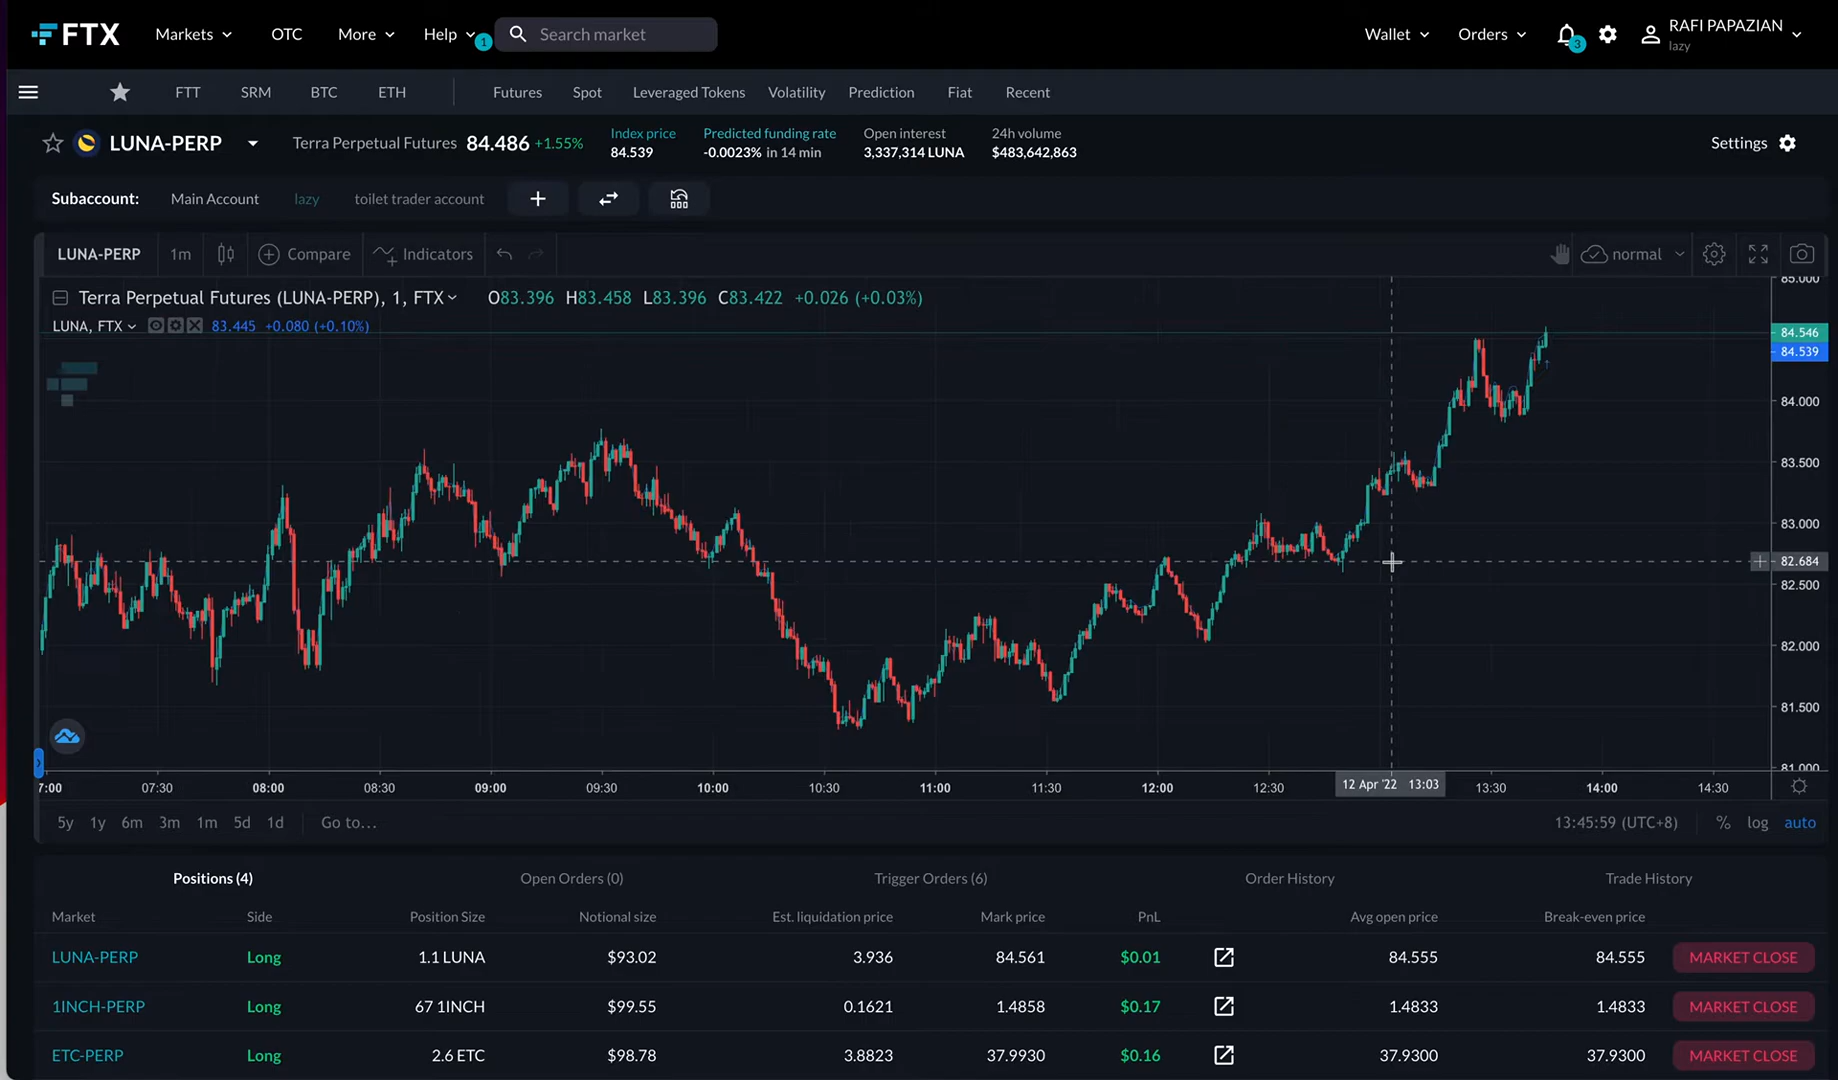 FTX Markets OTC More Help 1 Search market Wallet Orders 3 RAFI PAPAZIAN
lazy
FTT SRM BTC ETH Futures Spot Leveraged Tokens Volatility Prediction Fiat Recent
LUNA-PERP Terra Perpetual Futures 84.486 +1.55% Index price Predicted funding rate Open interest 24h volume Settings
84.539 -0.0023% in 14 min 3,337,314 LUNA $483,642,863
Subaccount: Main Account lazy toilet trader account
LUNA-PERP 1m Compare Indicators normal
Terra Perpetual Futures (LUNA-PERP), 1, FTX O83.396 H83.458 L83.396 C83.422 +0.026 (+0.03%)
LUNA, FTX 83.445 +0.080 (+0.10%)
85.000
84.546
84.539
84.000
83.500
83.000
82.684
82.500
82.000
81.500
81.000
7:00 07:30 08:00 08:30 09:00 09:30 10:00 10:30 11:00 11:30 12:00 12:30 12 Apr '22 13:03 13:30 14:00 14:30
5y 1y 6m 3m 1m 5d 1d Go to... 13:45:59 (UTC+8) % log auto
Positions (4) Open Orders (0) Trigger Orders (6) Order History Trade History
Market Side Position Size Notional size Est. liquidation price Mark price PnL Avg open price Break-even price
LUNA-PERP Long 1.1 LUNA $93.02 3.936 84.561 $0.01 84.555 84.555 MARKET CLOSE
1INCH-PERP Long 67 1INCH $99.55 0.1621 1.4858 $0.17 1.4833 1.4833 MARKET CLOSE
ETC-PERP Long 2.6 ETC $98.78 3.8823 37.9930 $0.16 37.9300 37.9300 MARKET CLOSE